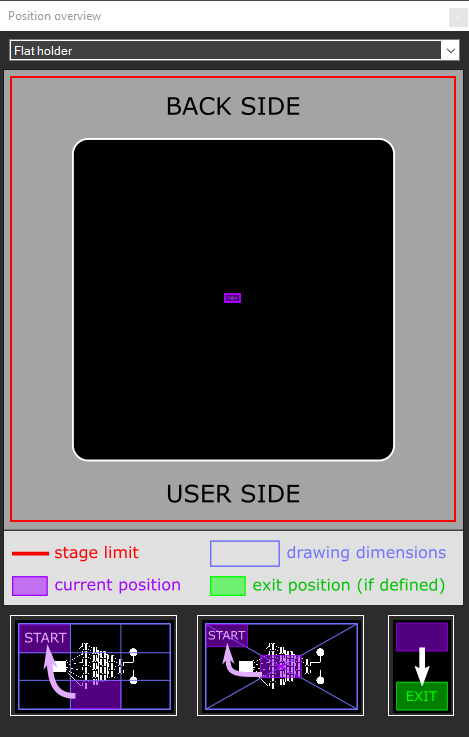 Position overview
x
Flat holder
BACK SIDE
USER SIDE
stage limit
drawing dimensions
current position
exit position (if defined)
START
START
EXIT